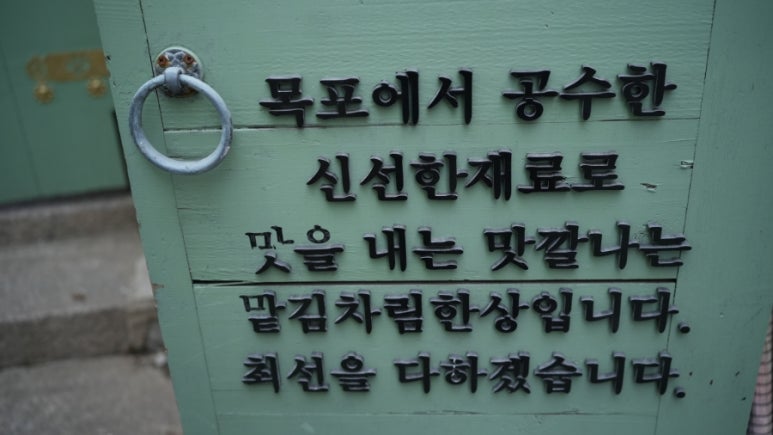 목포에서 공수한
신선한재료로
맛을 내는 맛깔나는
맡김차림한상입니다.
최선을 다하겠습니다.